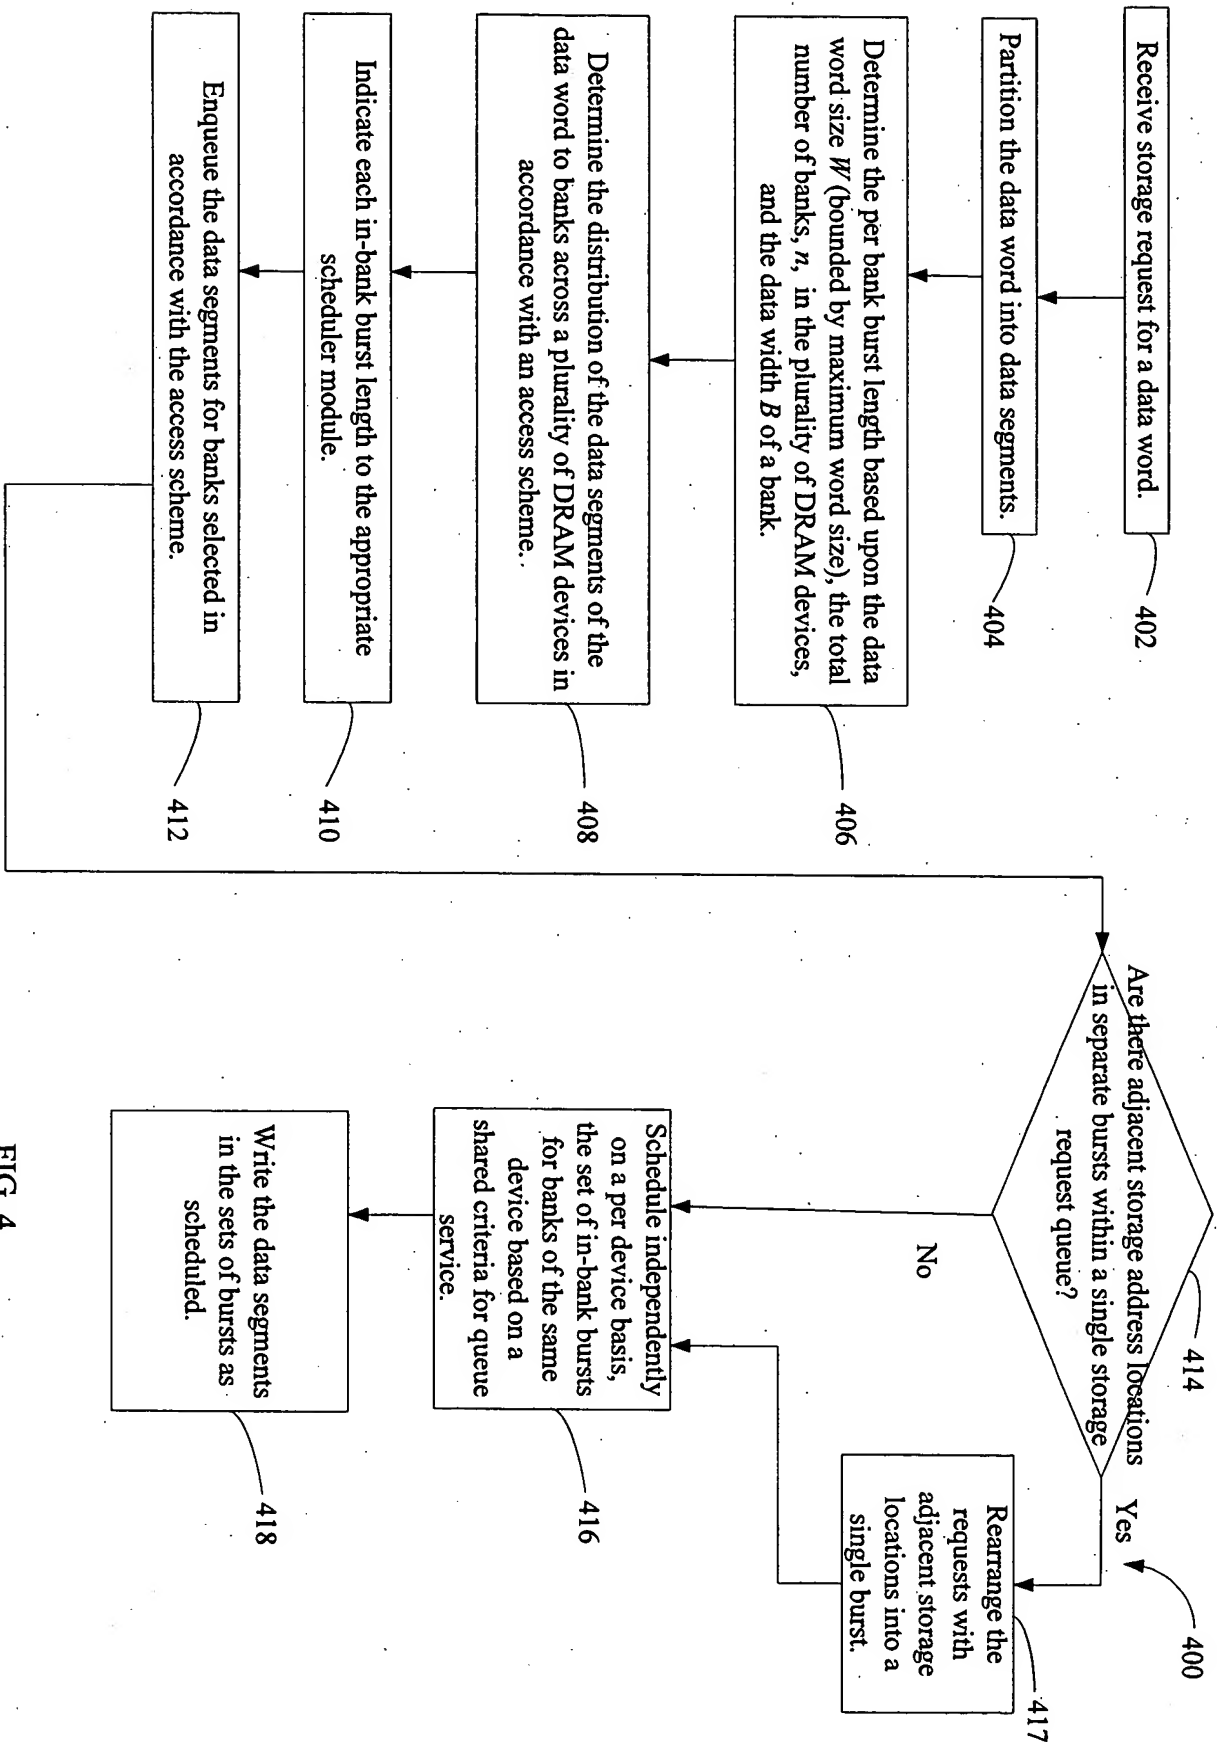 400
Receive storage request for a data word.
402
Partition the data word into data segments.
404
Determine the per bank burst length based upon the data
word size W (bounded by maximum word size), the total
number of banks, n, in the plurality of DRAM devices,
and the data width B of a bank.
406
Determine the distribution of the data segments of the
data word to banks across a plurality of DRAM devices in
accordance with an access scheme.
408
Indicate each in-bank burst length to the appropriate
scheduler module.
410
Enqueue the data segments for banks selected in
accordance with the access scheme.
412
Are there adjacent storage address locations
in separate bursts within a single storage
request queue?
414
Yes
No
Rearrange the
requests with
adjacent storage
locations into a
single burst.
417
Schedule independently
on a per device basis,
the set of in-bank bursts
for banks of the same
device based on a
shared criteria for queue
service.
416
Write the data segments
in the sets of bursts as
scheduled.
418
FIG. 4